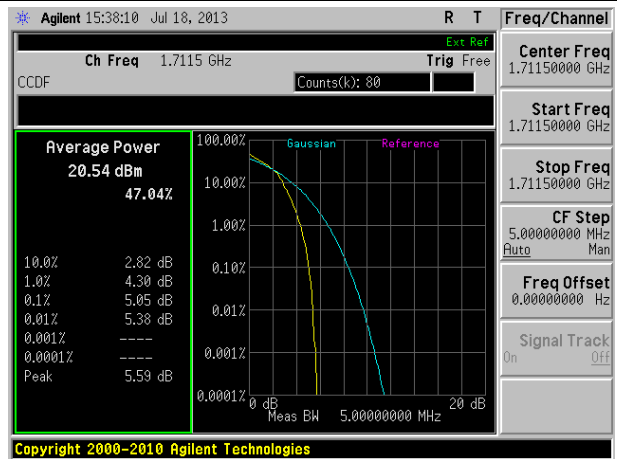 Agilent 15:38:10 Jul 18, 2013 R T
Ext Ref
Ch Freq 1.7115 GHz Trig Free
CCDF Counts(k): 80
Average Power
20.54 dBm
47.04%
10.0% 2.82 dB
1.0% 4.30 dB
0.1% 5.05 dB
0.01% 5.38 dB
0.001% ----
0.0001% ----
Peak 5.59 dB
100.00% Gaussian Reference
10.00%
1.00%
0.10%
0.01%
0.001%
0.0001%
0 dB 20 dB
Meas BW 5.00000000 MHz
Freq/Channel
Center Freq
1.71150000 GHz
Start Freq
1.71150000 GHz
Stop Freq
1.71150000 GHz
CF Step
5.00000000 MHz
Auto Man
Freq Offset
0.00000000 Hz
Signal Track
On Off
Copyright 2000-2010 Agilent Technologies